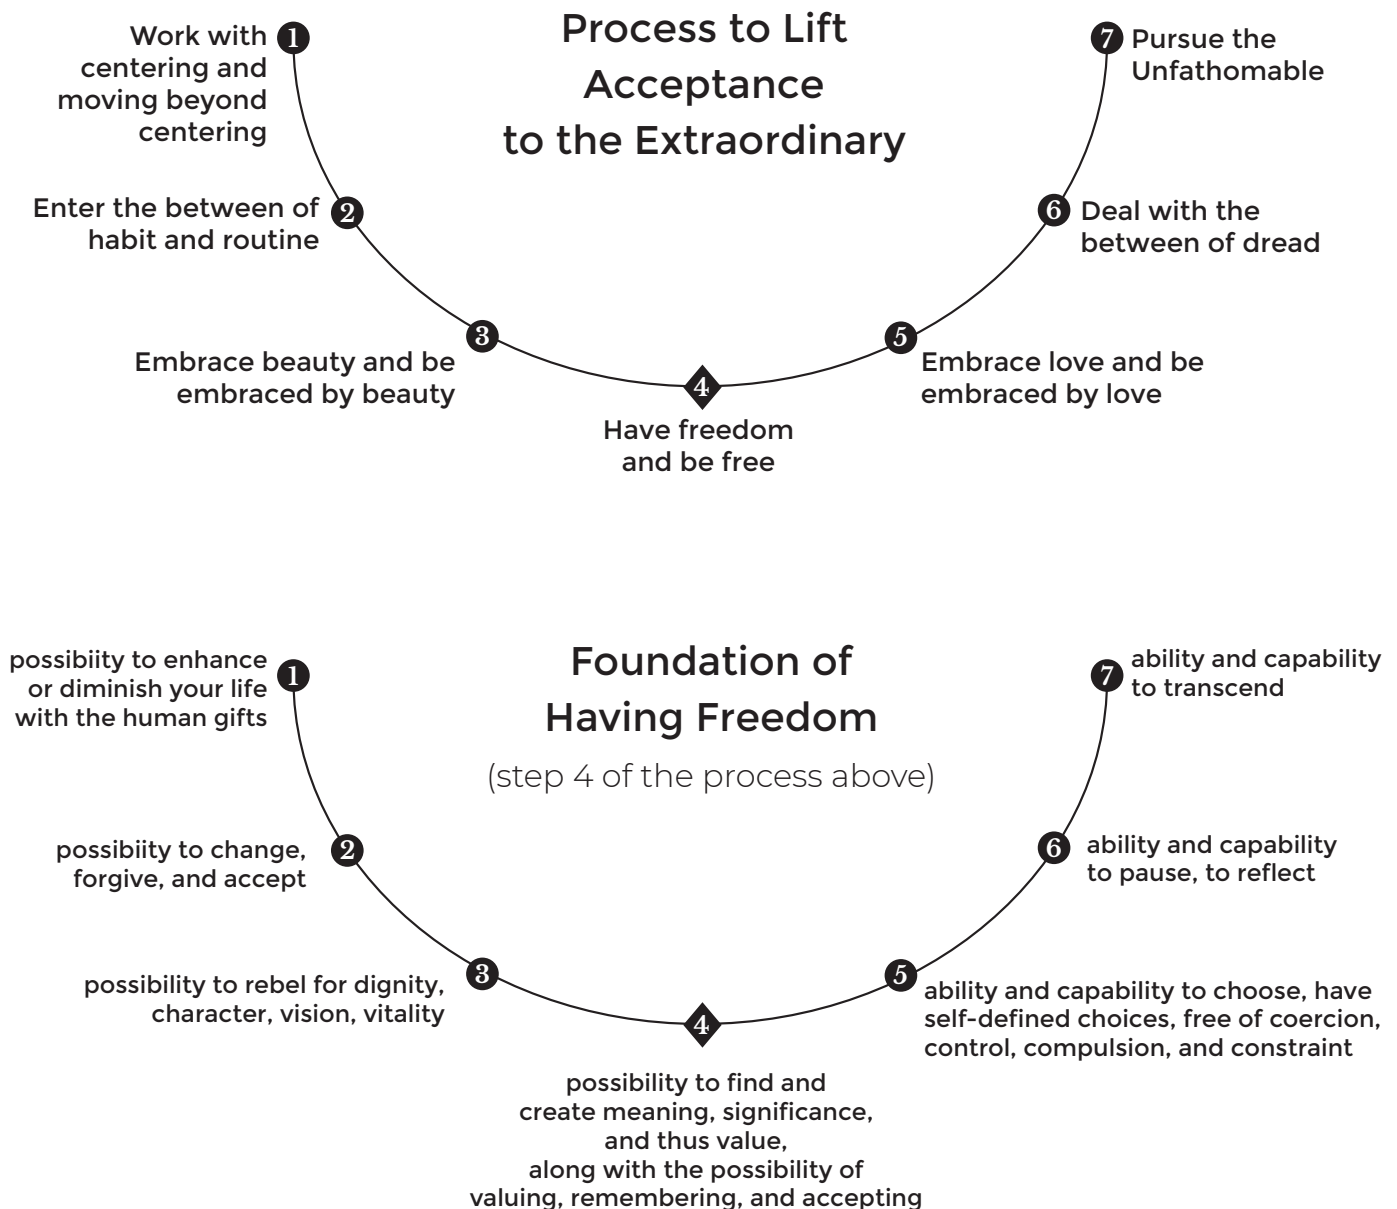 Process to Lift
Acceptance
to the Extraordinary
1
Work with
centering and
moving beyond
centering
2
Enter the between of
habit and routine
3
Embrace beauty and be
embraced by beauty
4
Have freedom
and be free
5
Embrace love and be
embraced by love
6
Deal with the
between of dread
7
Pursue the
Unfathomable
Foundation of
Having Freedom
(step 4 of the process above)
1
possibiity to enhance
or diminish your life
with the human gifts
2
possibiity to change,
forgive, and accept
3
possibility to rebel for dignity,
character, vision, vitality
4
possibility to find and
create meaning, significance,
and thus value,
along with the possibility of
valuing, remembering, and accepting
5
ability and capability to choose, have
self-defined choices, free of coercion,
control, compulsion, and constraint
6
ability and capability
to pause, to reflect
7
ability and capability
to transcend